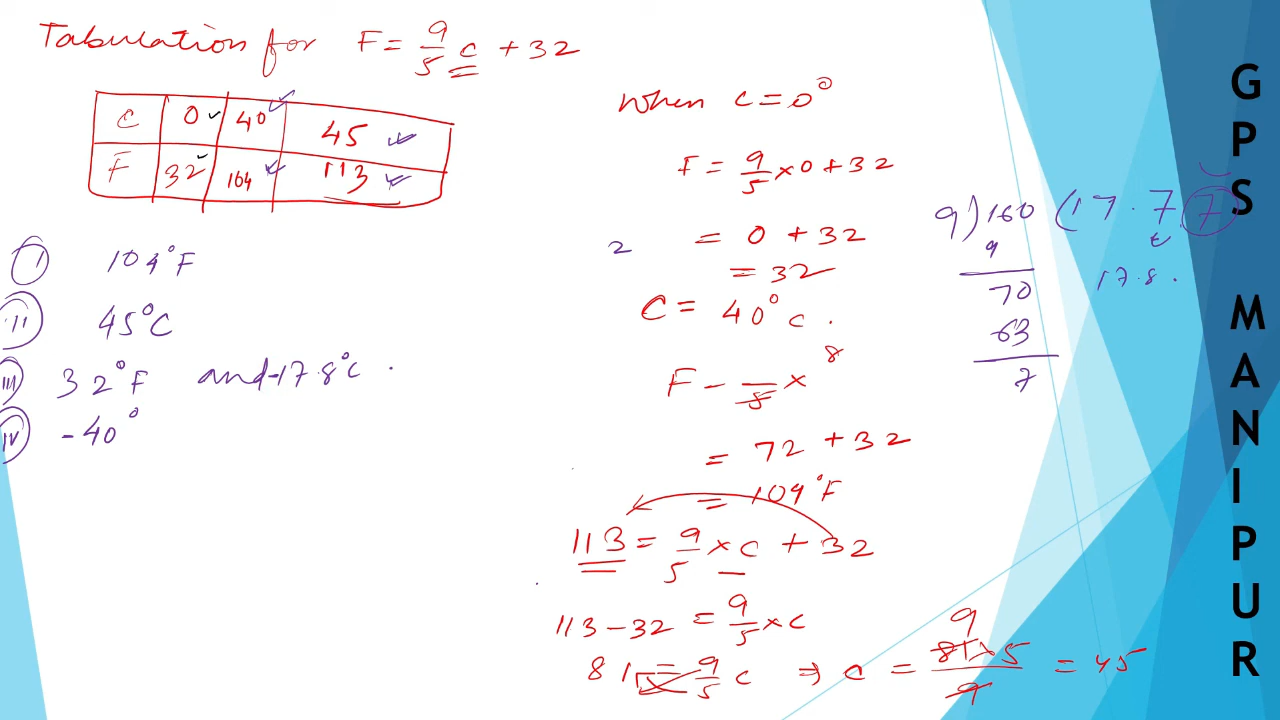 Tabulation for F = 9/5 C + 32
C 0 40 45
F 32 104 113
(i) 104°F
(ii) 45°C
(iii) 32°F and -17.8°C .
(iv) -40°
When C = 0°
F = 9/5 × 0 + 32
2 = 0 + 32
= 32
C = 40°C .
8
F - /5 ×
= 72 + 32
= 104°F
113 = 9/5 × C + 32
113 - 32 = 9/5 × C
81 = 9/5 C ⇒ C = 81 × 5 / 9 = 45
9
9)160(17.77
9 17.8 .
70
63
7
GPS MANIPUR